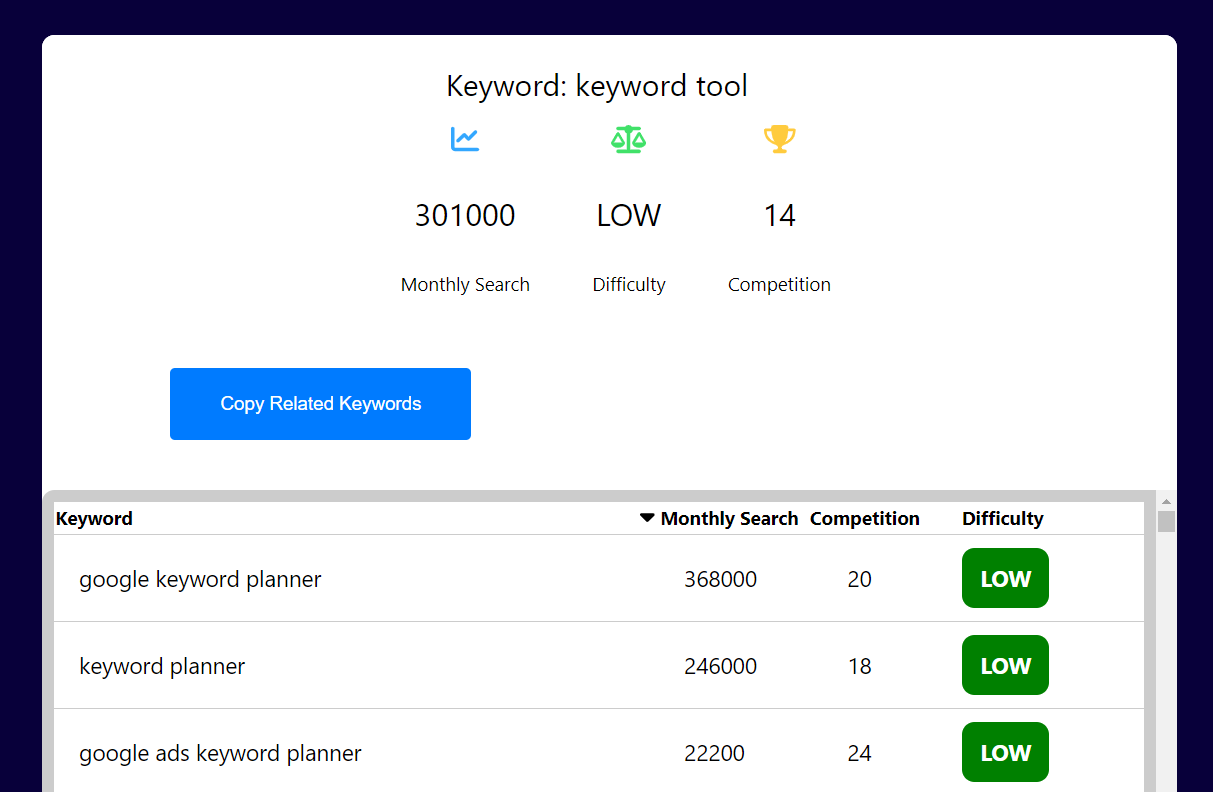 Keyword: keyword tool
301000 LOW 14
Monthly Search Difficulty Competition
Copy Related Keywords
Keyword Monthly Search Competition Difficulty
google keyword planner 368000 20 LOW
keyword planner 246000 18 LOW
google ads keyword planner 22200 24 LOW